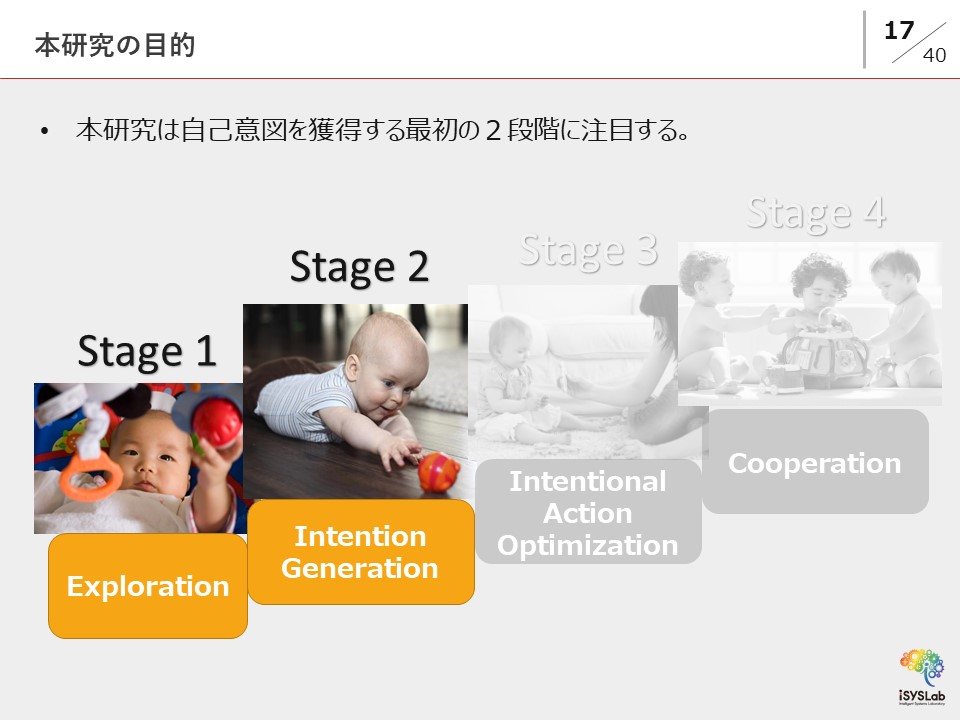 本研究の目的
17
40
• 本研究は自己意図を獲得する最初の２段階に注目する。
Stage 1
Stage 2
Stage 3
Stage 4
Exploration
Intention
Generation
Intentional
Action
Optimization
Cooperation
iSYSLab
Intelligent Systems Laboratory